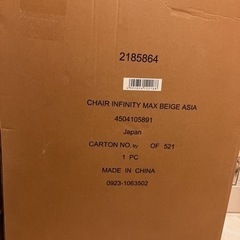 2185864
CHAIR INFINITY MAX BEIGE ASIA
4504105891
Japan
CARTON NO. OF 521
1 PC
MADE IN CHINA
0923-1063502